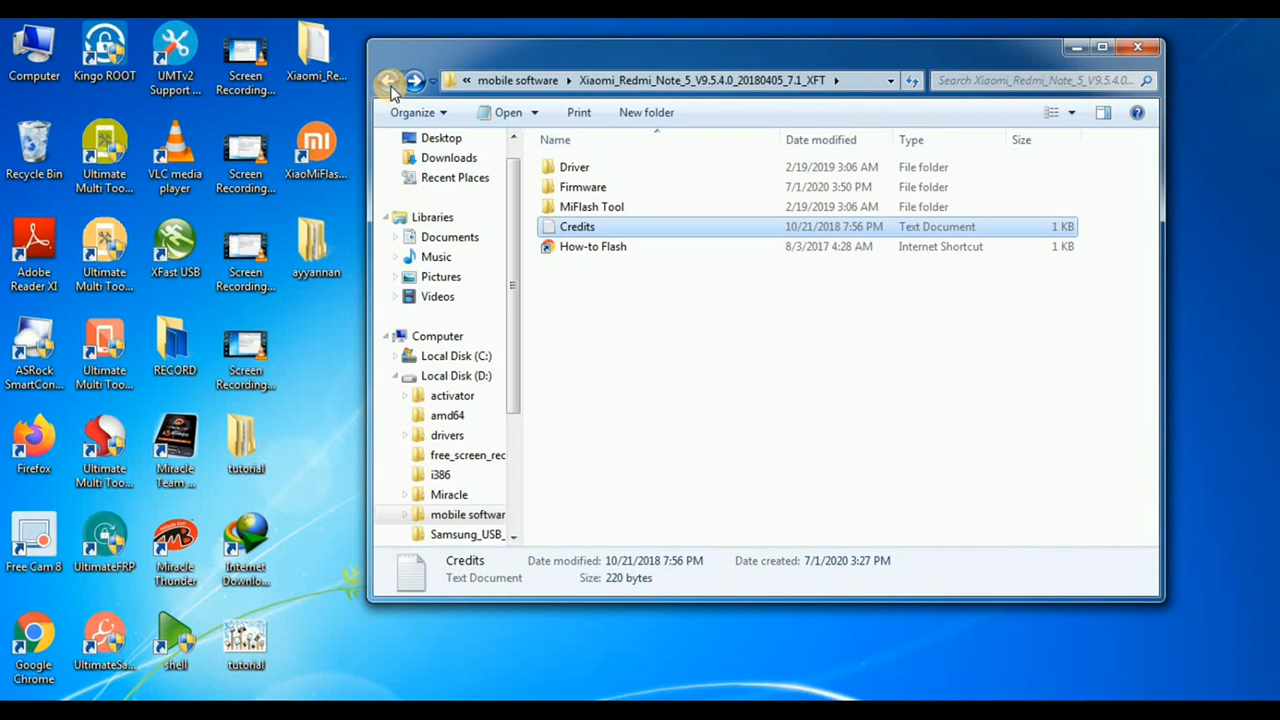 Computer
Kingo ROOT
UMTv2
Support ...
Screen
Recording...
Xiaomi_Re...
Recycle Bin
Ultimate
Multi Too...
VLC media
player
Screen
Recording...
XiaoMiFlas...
Adobe
Reader XI
Ultimate
Multi Too...
XFast USB
Screen
Recording...
ayyannan
ASRock
SmartCon...
Ultimate
Multi Too...
RECORD
Screen
Recording...
Firefox
Ultimate
Multi Too...
Miracle
Team ...
tutorial
Free Cam 8
UltimateFRP
Miracle
Thunder
Internet
Downlo...
Google
Chrome
UltimateSa...
shell
tutorial
« mobile software Xiaomi_Redmi_Note_5_V9.5.4.0_20180405_7.1_XFT
Search Xiaomi_Redmi_Note_5_V9.5.4.0_...
Organize Open Print New folder
Desktop
Downloads
Recent Places
Libraries
Documents
Music
Pictures
Videos
Computer
Local Disk (C:)
Local Disk (D:)
activator
amd64
drivers
free_screen_rec
i386
Miracle
mobile softwar
Samsung_USB_
Name Date modified Type Size
Driver 2/19/2019 3:06 AM File folder
Firmware 7/1/2020 3:50 PM File folder
MiFlash Tool 2/19/2019 3:06 AM File folder
Credits 10/21/2018 7:56 PM Text Document 1 KB
How-to Flash 8/3/2017 4:28 AM Internet Shortcut 1 KB
Credits Date modified: 10/21/2018 7:56 PM Date created: 7/1/2020 3:27 PM
Text Document Size: 220 bytes